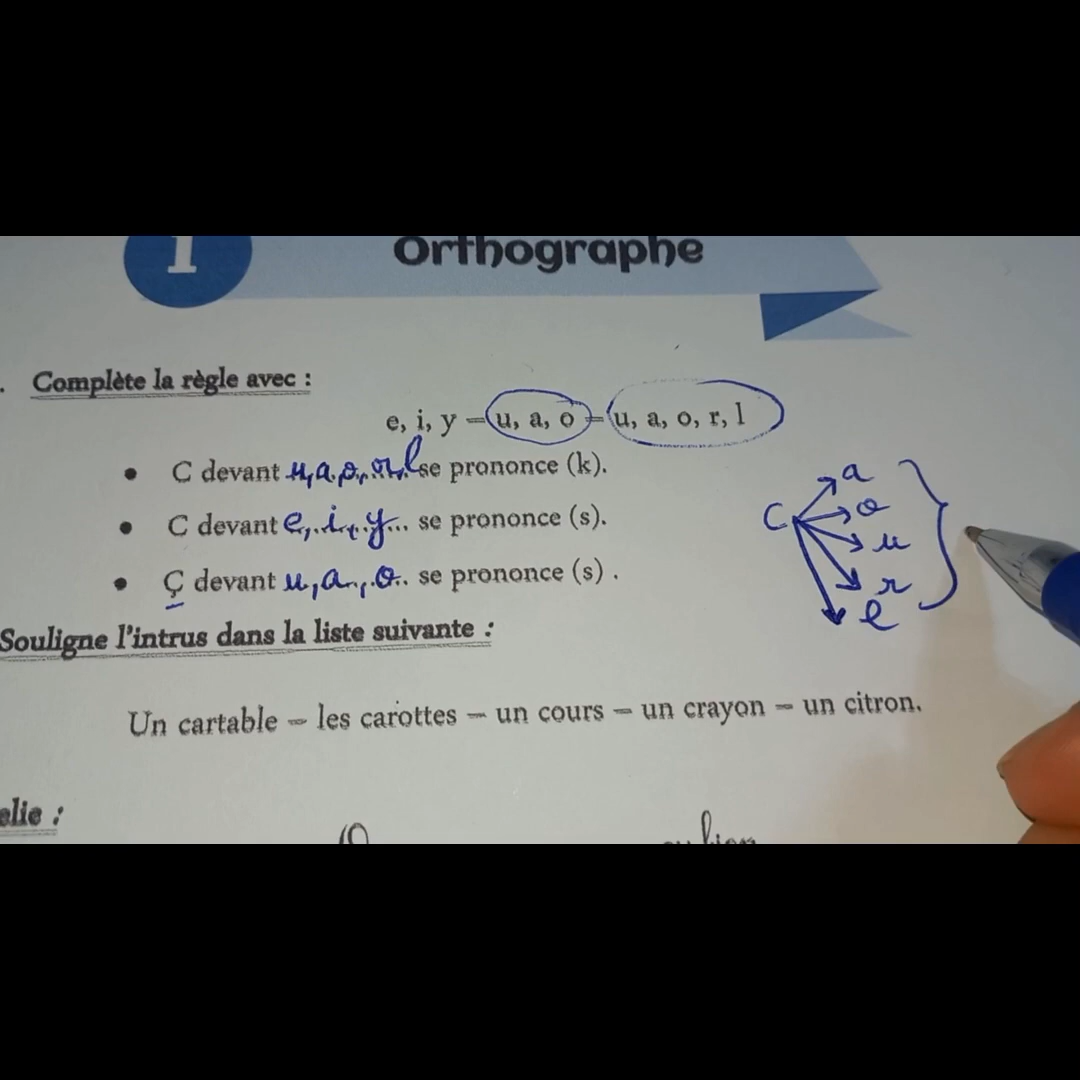 1 Orthographe
. Complète la règle avec :
e, i, y – u, a, o – u, a, o, r, l
• C devant u, a, o, r, l se prononce (k).
• C devant e, i, y... se prononce (s).
• Ç devant u, a, o.. se prononce (s) .
C a
o
u
r
l
Souligne l'intrus dans la liste suivante :
Un cartable – les carottes – un cours – un crayon – un citron.
elie :